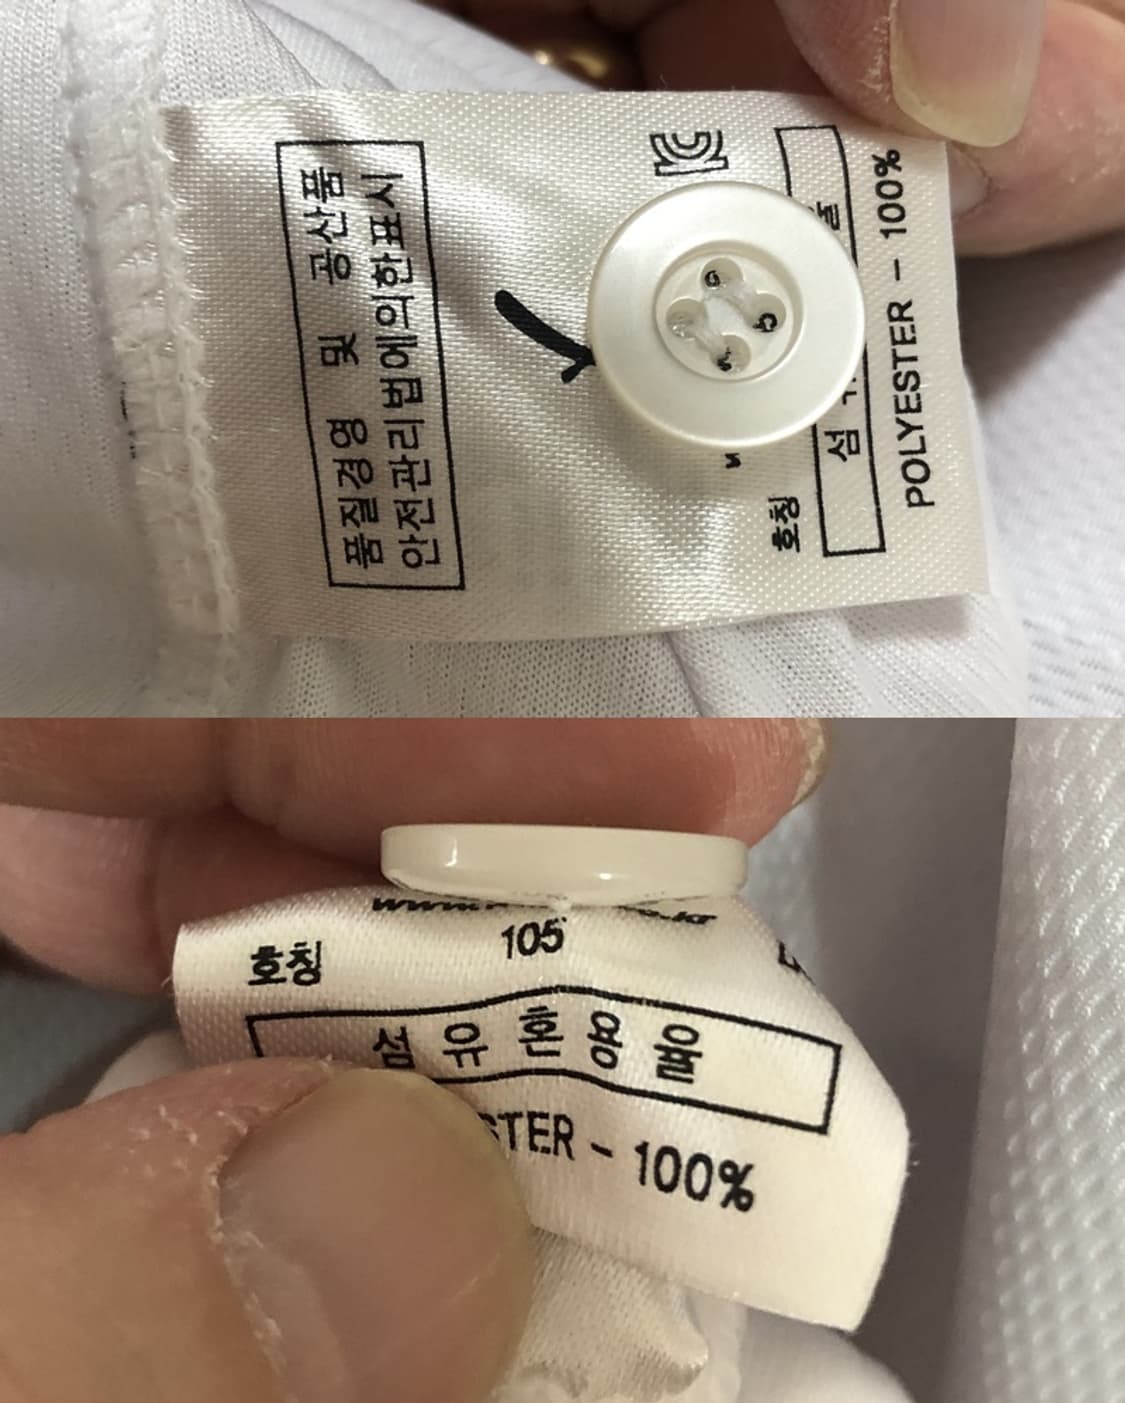 품질경영 및 공산품
안전관리법에의한표시
호칭
섬
POLYESTER - 100%
호칭 105
섬유혼용율
STER - 100%